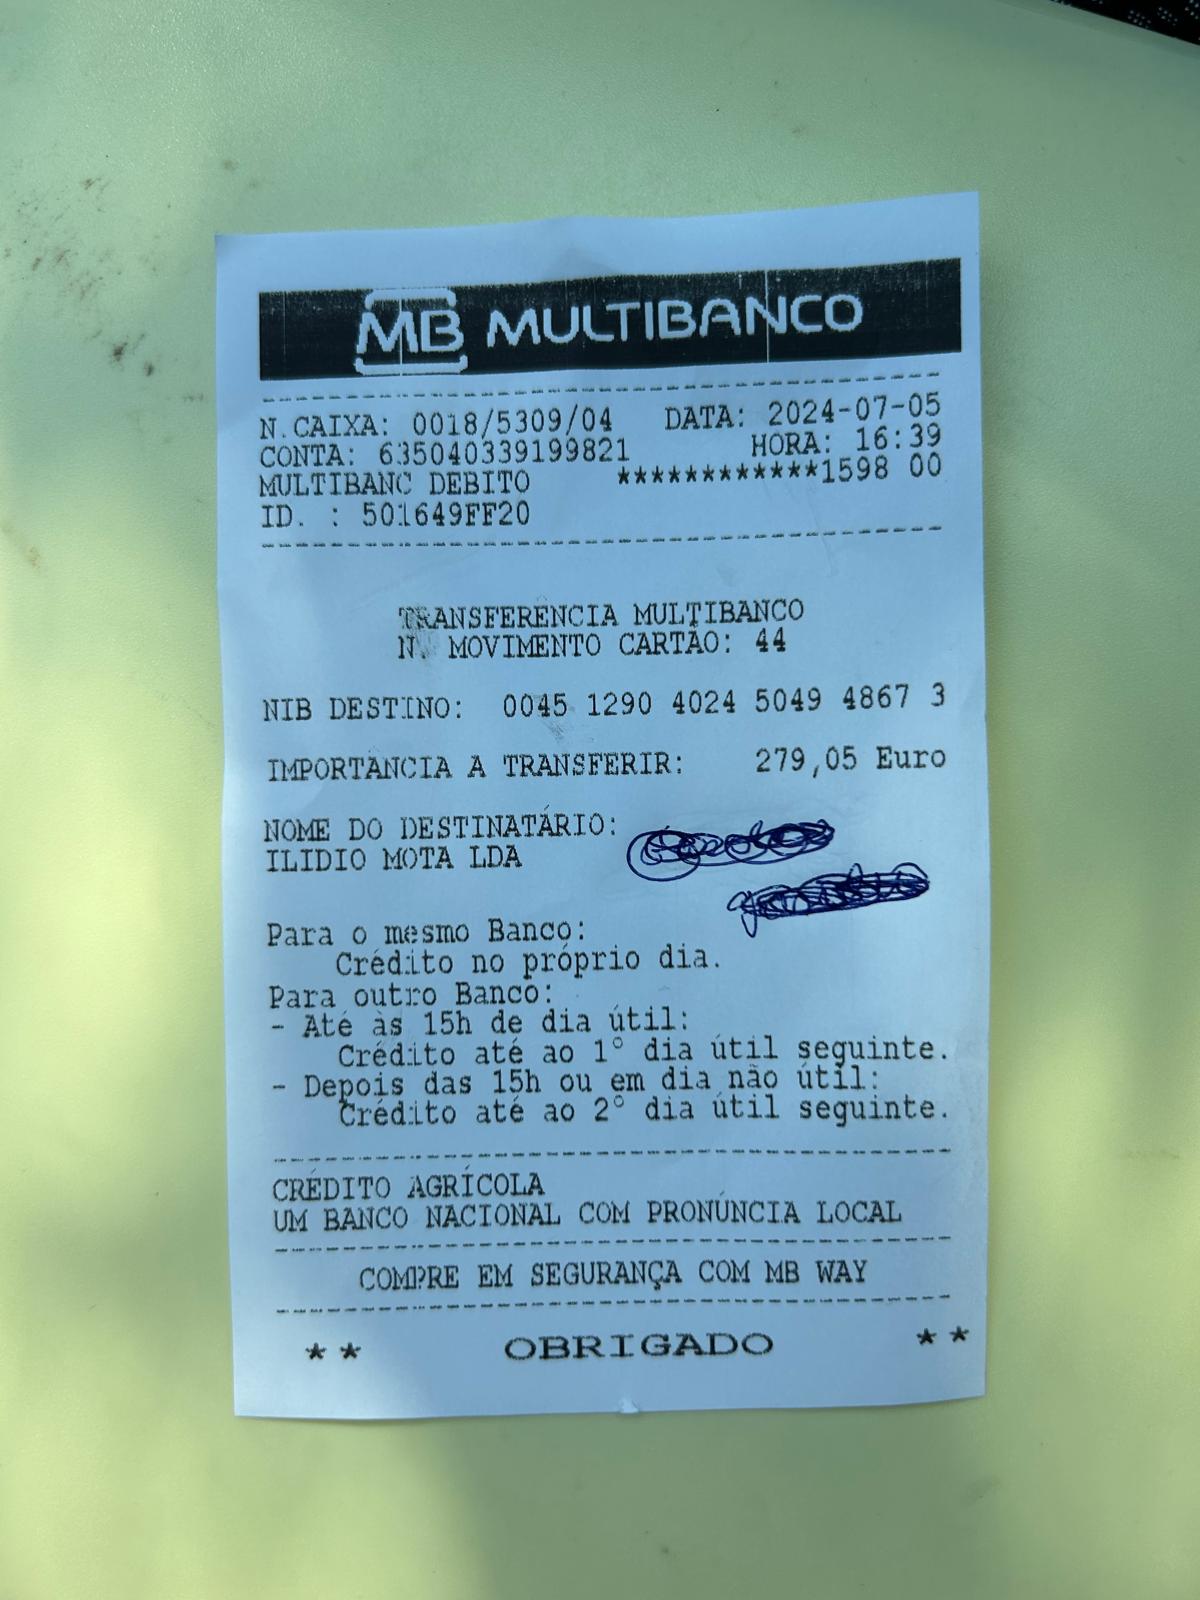 MB MULTIBANCO
N.CAIXA: 0018/5309/04 DATA: 2024-07-05
CONTA: 635040339199821 HORA: 16:39
MULTIBANC DEBITO ************1598 00
ID. : 501649FF20
TRANSFERÊNCIA MULTIBANCO
N. MOVIMENTO CARTÃO: 44
NIB DESTINO: 0045 1290 4024 5049 4867 3
IMPORTÂNCIA A TRANSFERIR: 279,05 Euro
NOME DO DESTINATÁRIO:
ILIDIO MOTA LDA
Para o mesmo Banco:
Crédito no próprio dia.
Para outro Banco:
- Até às 15h de dia útil:
Crédito até ao 1° dia útil seguinte.
- Depois das 15h ou em dia não útil:
Crédito até ao 2° dia útil seguinte.
CRÉDITO AGRÍCOLA
UM BANCO NACIONAL COM PRONÚNCIA LOCAL
COMPRE EM SEGURANÇA COM MB WAY
** OBRIGADO **